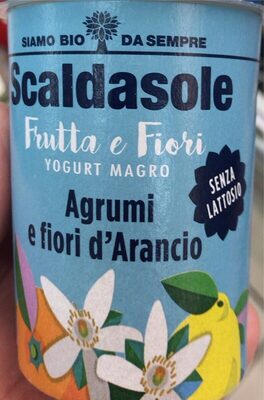 SIAMO BIO DA SEMPRE
Scaldasole
Frutta e Fiori
YOGURT MAGRO
SENZA
LATTOSIO
Agrumi
e fiori d'Arancio